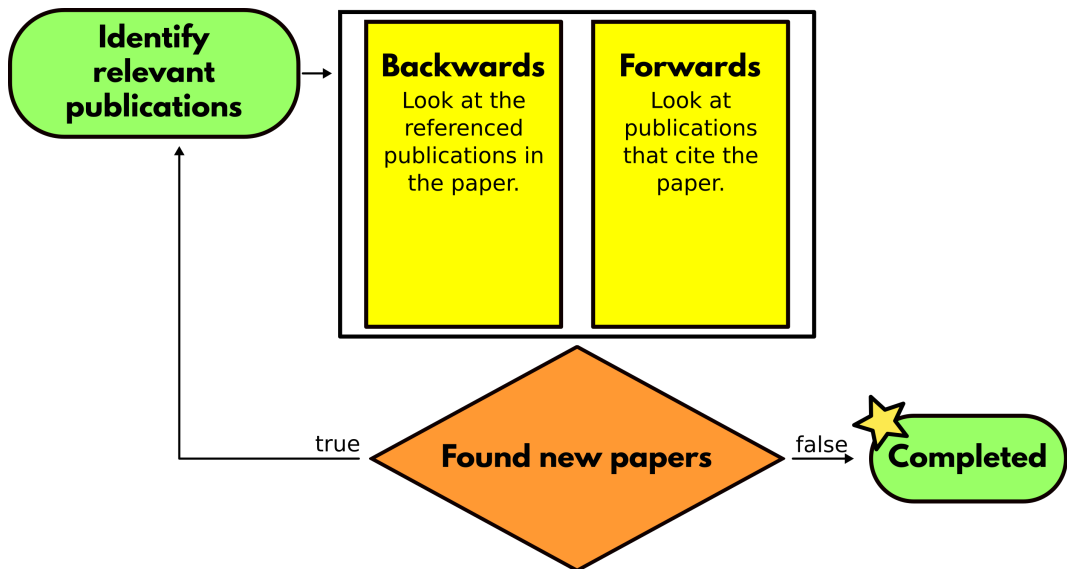 Identify
relevant
publications
Backwards
Look at the
referenced
publications in
the paper.
Forwards
Look at
publications
that cite the
paper.
true
Found new papers
false
Completed